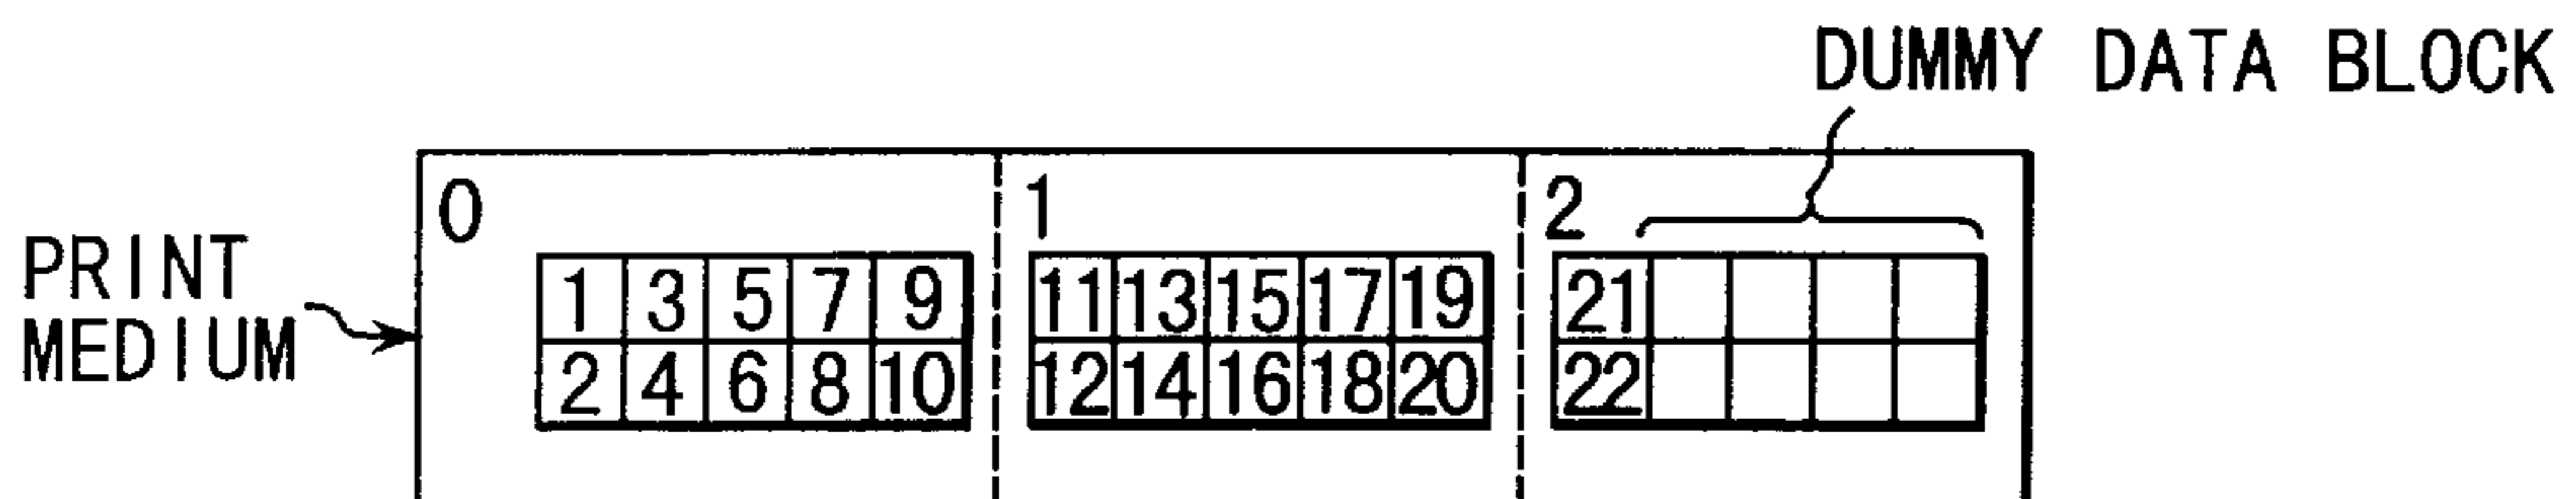 DUMMY DATA BLOCK
0 1 2
PRINT
MEDIUM
1 3 5 7 9 11 13 15 17 19 21
2 4 6 8 10 12 14 16 18 20 22